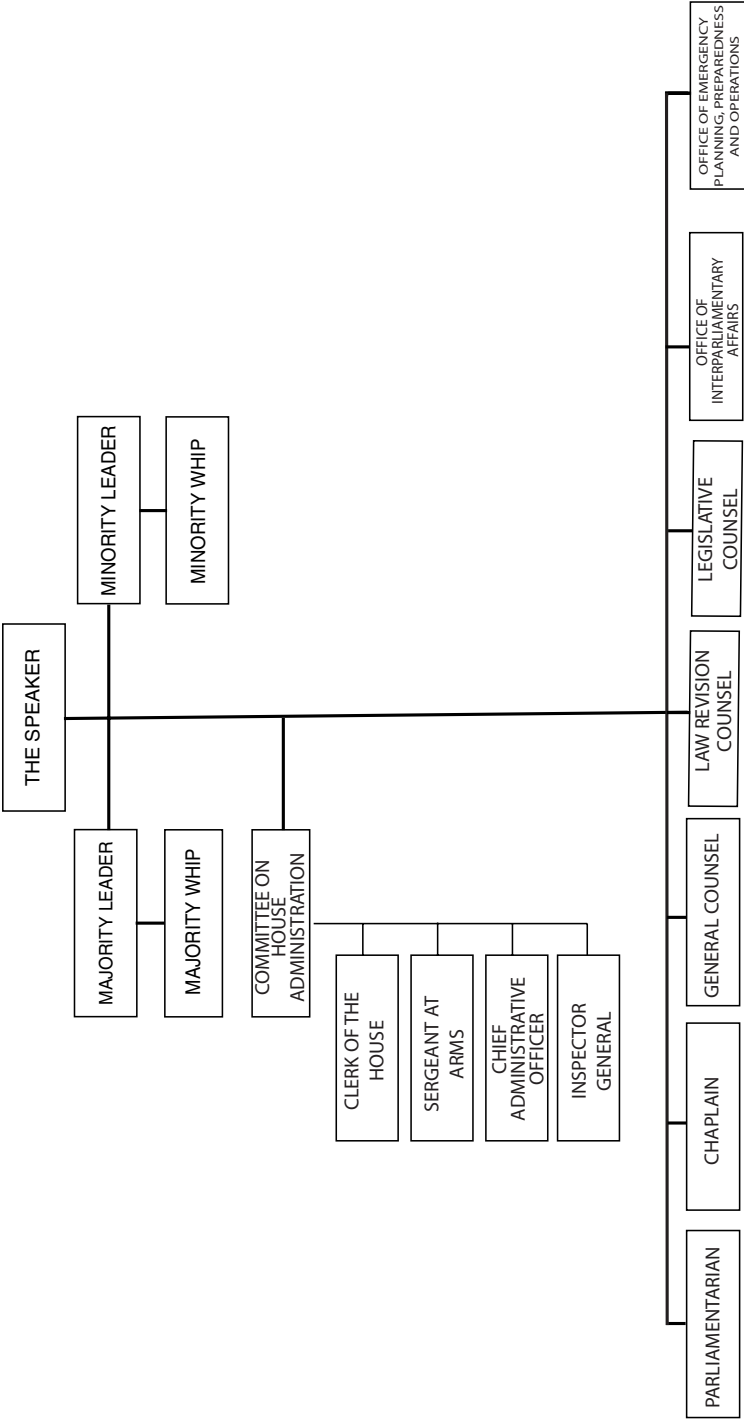 THE SPEAKER
MAJORITY LEADER
MINORITY LEADER
MAJORITY WHIP
MINORITY WHIP
COMMITTEE ON
HOUSE
ADMINISTRATION
CLERK OF THE
HOUSE
SERGEANT AT
ARMS
CHIEF
ADMINISTRATIVE
OFFICER
INSPECTOR
GENERAL
PARLIAMENTARIAN
CHAPLAIN
GENERAL COUNSEL
LAW REVISION
COUNSEL
LEGISLATIVE
COUNSEL
OFFICE OF
INTERPARLIAMENTARY
AFFAIRS
OFFICE OF EMERGENCY
PLANNING, PREPAREDNESS
AND OPERATIONS